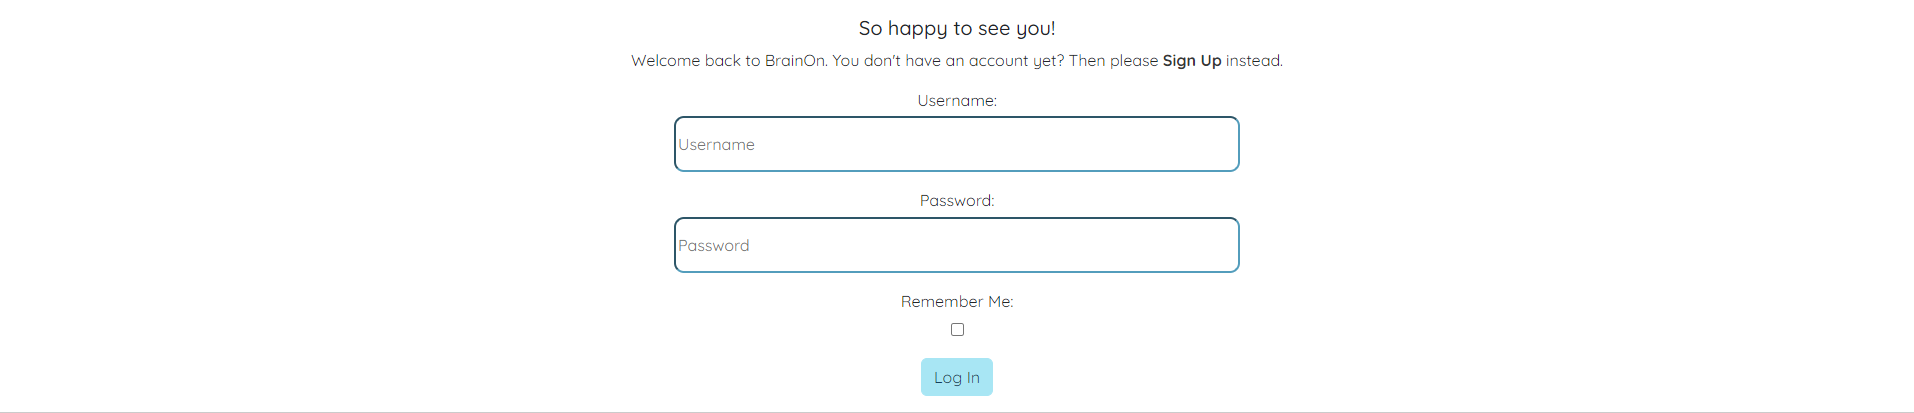 So happy to see you!
Welcome back to BrainOn. You don't have an account yet? Then please Sign Up instead.
Username:
Username
Password:
Password
Remember Me:
Log In